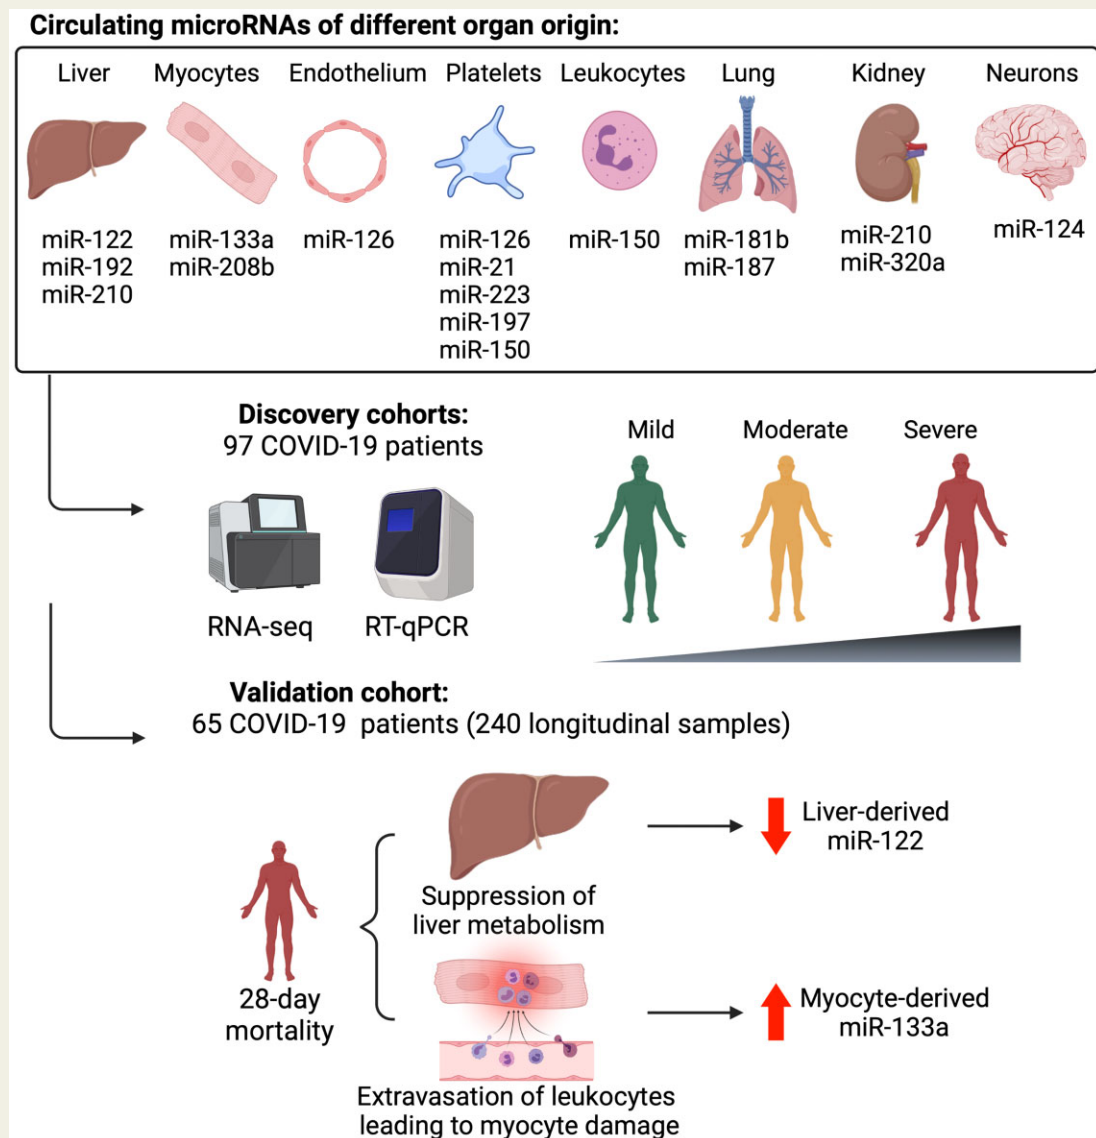 Circulating microRNAs of different organ origin:
Liver
Myocytes
Endothelium
Platelets
Leukocytes
Lung
Kidney
Neurons
miR-122
miR-192
miR-210
miR-133a
miR-208b
miR-126
miR-126
miR-21
miR-223
miR-197
miR-150
miR-150
miR-181b
miR-187
miR-210
miR-320a
miR-124
Discovery cohorts:
97 COVID-19 patients
RNA-seq
RT-qPCR
Mild
Moderate
Severe
Validation cohort:
65 COVID-19 patients (240 longitudinal samples)
28-day
mortality
Suppression of
liver metabolism
Liver-derived
miR-122
Extravasation of leukocytes
leading to myocyte damage
Myocyte-derived
miR-133a